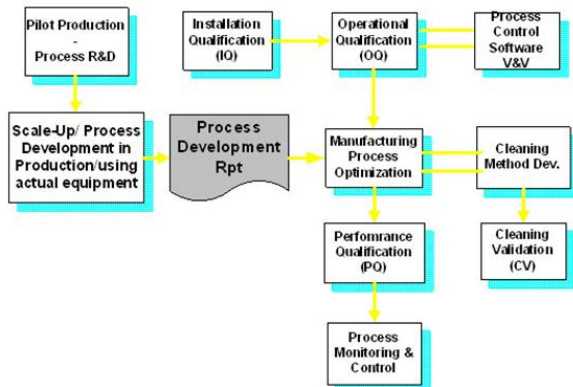 Pilot Production
-
Process R&D
Installation
Qualification
(IQ)
Operational
Qualification
(OQ)
Process
Control
Software
V&V
Scale-Up/ Process
Development in
Production/using
actual equipment
Process
Development
Rpt
Manufacturing
Process
Optimization
Cleaning
Method Dev.
Perfomrance
Qualification
(PQ)
Cleaning
Validation
(CV)
Process
Monitoring &
Control